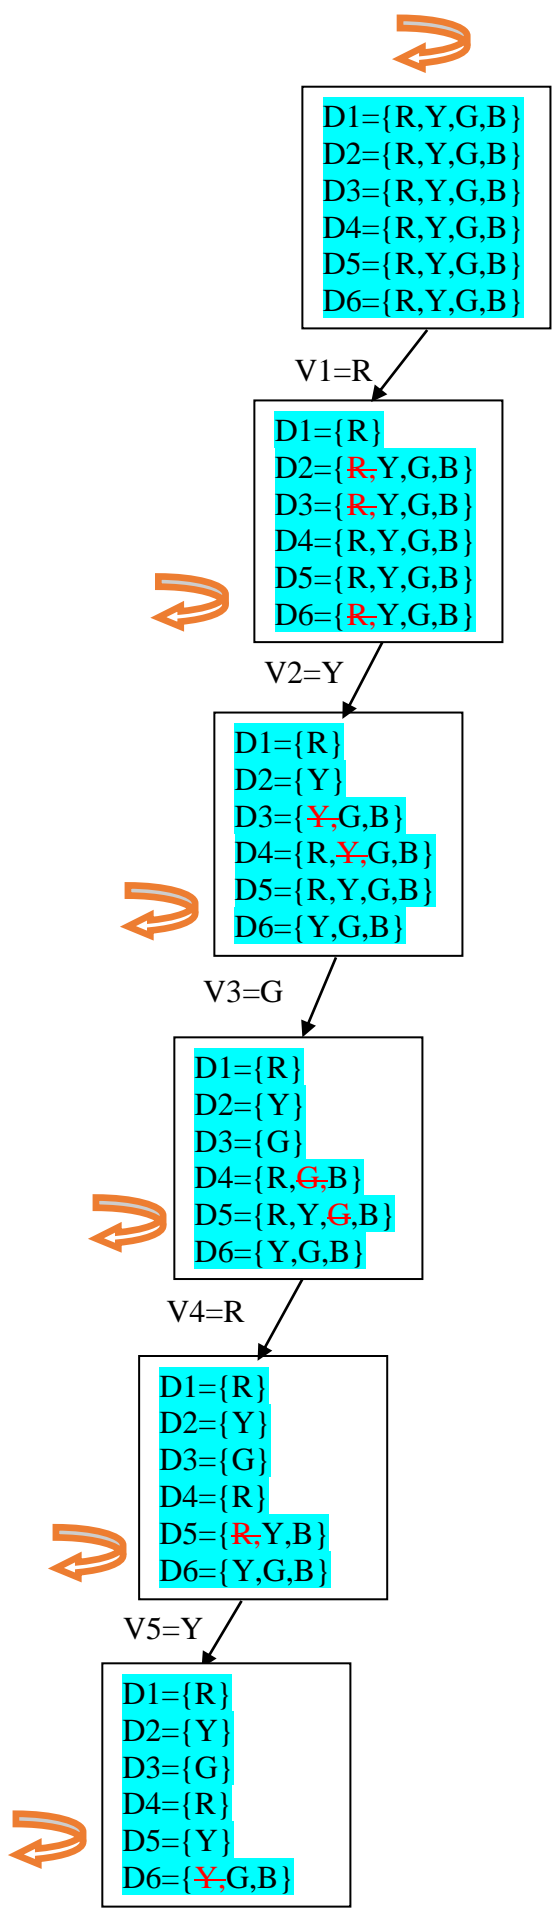 D1={R,Y,G,B}
D2={R,Y,G,B}
D3={R,Y,G,B}
D4={R,Y,G,B}
D5={R,Y,G,B}
D6={R,Y,G,B}
V1=R
D1={R}
D2={R,Y,G,B}
D3={R,Y,G,B}
D4={R,Y,G,B}
D5={R,Y,G,B}
D6={R,Y,G,B}
V2=Y
D1={R}
D2={Y}
D3={Y,G,B}
D4={R,Y,G,B}
D5={R,Y,G,B}
D6={Y,G,B}
V3=G
D1={R}
D2={Y}
D3={G}
D4={R,G,B}
D5={R,Y,G,B}
D6={Y,G,B}
V4=R
D1={R}
D2={Y}
D3={G}
D4={R}
D5={R,Y,B}
D6={Y,G,B}
V5=Y
D1={R}
D2={Y}
D3={G}
D4={R}
D5={Y}
D6={Y,G,B}